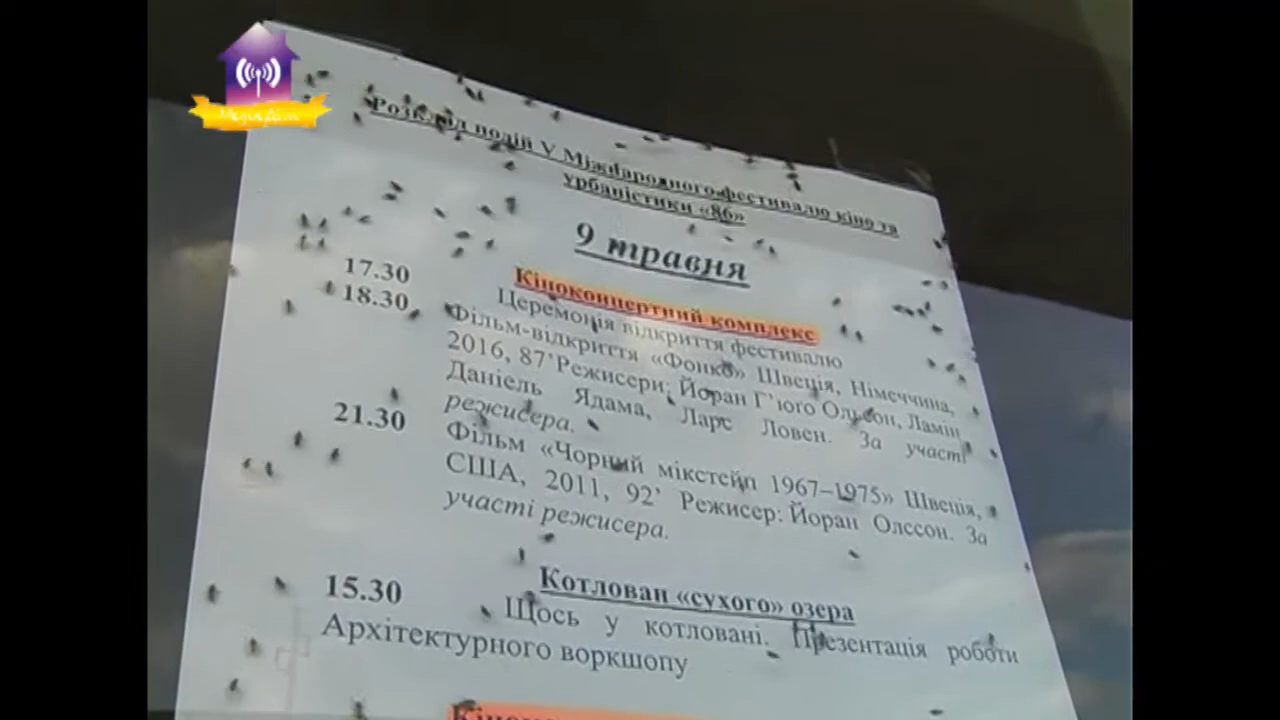 Медіа Дім
Розклад подій V Міжнародного фестивалю кіно та
урбаністики «86»
9 травня
Кіноконцертний комплекс
17.30 Церемонія відкриття фестивалю
18.30 Фільм-відкриття «Фонко» Швеція, Німеччина,
2016, 87’Режисери: Йоран Г’юго Ольсон, Ламін
Даніель Ядама, Ларс Ловен. За участі
режисера.
21.30 Фільм «Чорний мікстейп 1967–1975» Швеція,
США, 2011, 92’ Режисер: Йоран Олссон. За
участі режисера.
Котлован «сухого» озера
15.30 Щось у котловані. Презентація роботи
Архітектурного воркшопу